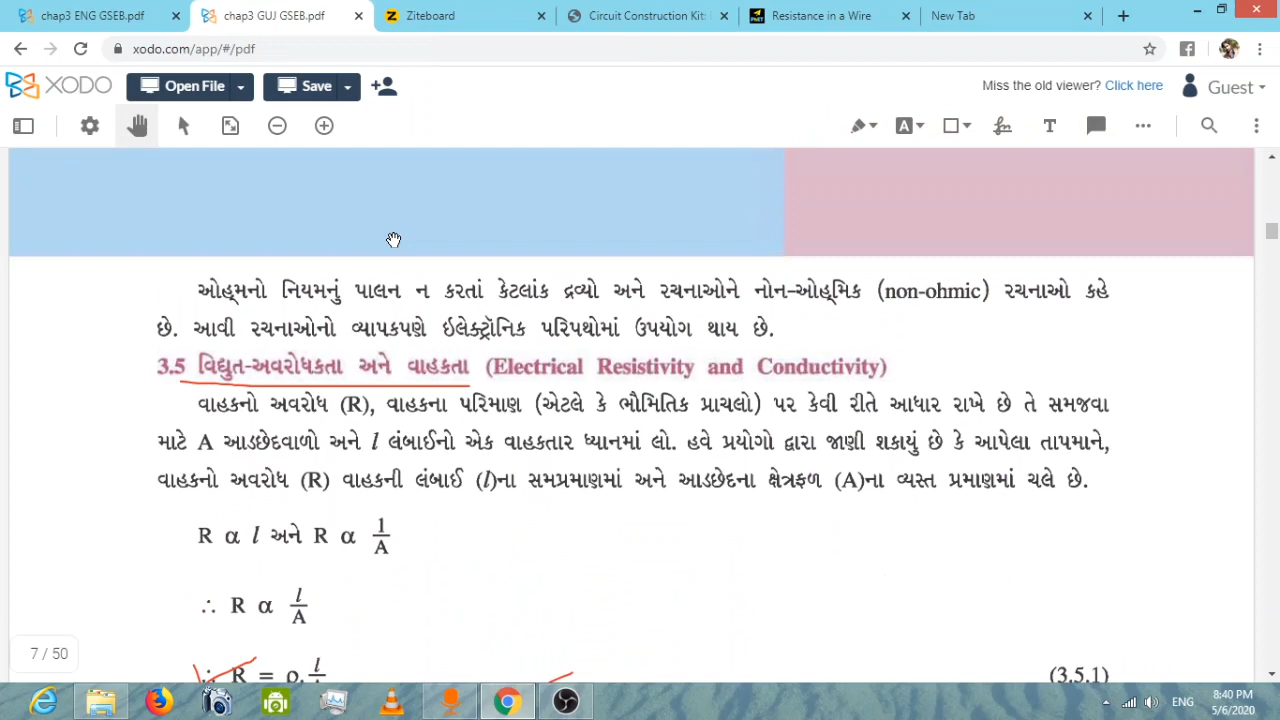 chap3 ENG GSEB.pdf
chap3 GUJ GSEB.pdf
Ziteboard
Circuit Construction Kit:
Resistance in a Wire
New Tab
xodo.com/app/#/pdf
XODO
Open File
Save
Miss the old viewer? Click here
Guest
ઓહ્મનો નિયમનું પાલન ન કરતાં કેટલાંક દ્રવ્યો અને રચનાઓને નોન-ઓહ્મિક (non-ohmic) રચનાઓ કહે
છે. આવી રચનાઓનો વ્યાપકપણે ઇલેક્ટ્રૉનિક પરિપથોમાં ઉપયોગ થાય છે.
3.5 વિદ્યુત-અવરોધકતા અને વાહકતા (Electrical Resistivity and Conductivity)
વાહકનો અવરોધ (R), વાહકના પરિમાણ (એટલે કે ભૌમિતિક પ્રાચલો) પર કેવી રીતે આધાર રાખે છે તે સમજવા
માટે A આડછેદવાળો અને l લંબાઈનો એક વાહકતાર ધ્યાનમાં લો. હવે પ્રયોગો દ્વારા જાણી શકાયું છે કે આપેલા તાપમાને,
વાહકનો અવરોધ (R) વાહકની લંબાઈ (l)ના સમપ્રમાણમાં અને આડછેદના ક્ષેત્રફળ (A)ના વ્યસ્ત પ્રમાણમાં ચલે છે.
R α l અને R α 1/A
∴ R α l/A
∴ R = ρ. l
(3.5.1)
7 / 50
ENG
8:40 PM
5/6/2020